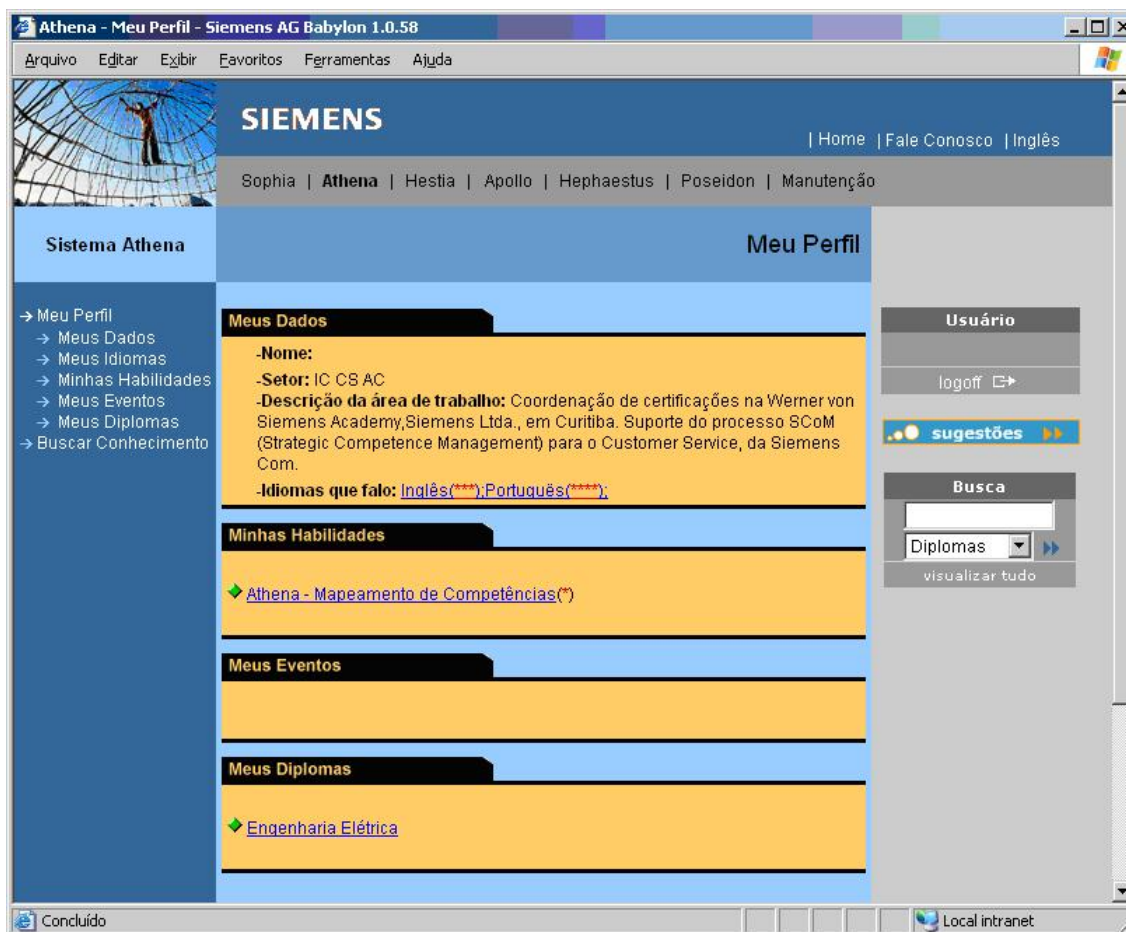 Athena - Meu Perfil - Siemens AG Babylon 1.0.58
Arquivo Editar Exibir Favoritos Ferramentas Ajuda
SIEMENS
| Home | Fale Conosco | Inglês
Sophia | Athena | Hestia | Apollo | Hephaestus | Poseidon | Manutenção
Sistema Athena
Meu Perfil
→ Meu Perfil
→ Meus Dados
→ Meus Idiomas
→ Minhas Habilidades
→ Meus Eventos
→ Meus Diplomas
→ Buscar Conhecimento
Meus Dados
-Nome:
-Setor: IC CS AC
-Descrição da área de trabalho: Coordenação de certificações na Werner von
Siemens Academy,Siemens Ltda., em Curitiba. Suporte do processo SCoM
(Strategic Competence Management) para o Customer Service, da Siemens
Com.
-Idiomas que falo: Inglês(***);Portuguës(****);
Minhas Habilidades
Athena - Mapeamento de Competências(*)
Meus Eventos
Meus Diplomas
Engenharia Elétrica
Usuário
logoff
sugestões
Busca
Diplomas
visualizar tudo
Concluído
Local intranet